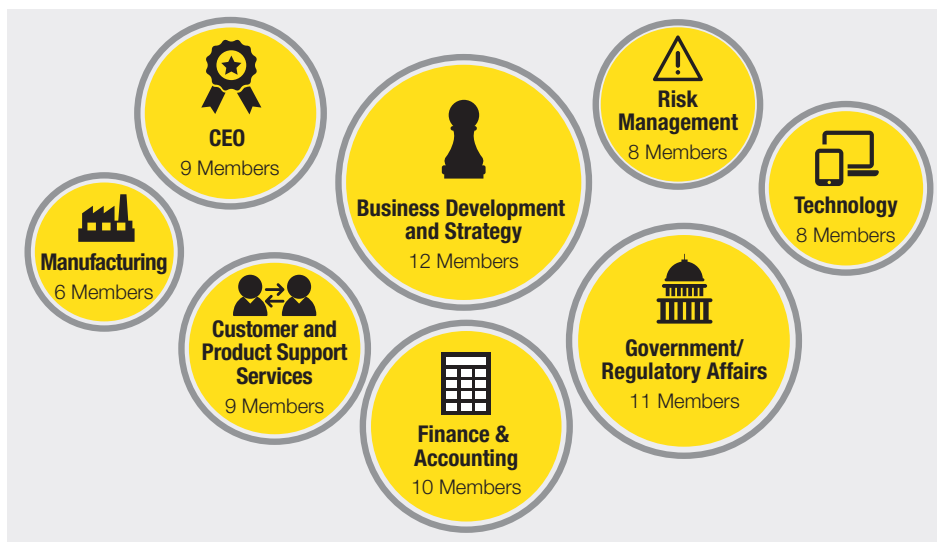 CEO
9 Members
Business Development
and Strategy
12 Members
Risk
Management
8 Members
Technology
8 Members
Manufacturing
6 Members
Customer and
Product Support
Services
9 Members
Finance &
Accounting
10 Members
Government/
Regulatory Affairs
11 Members